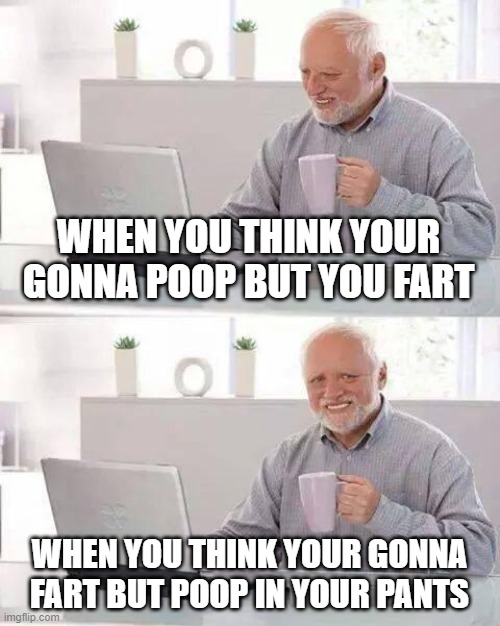 WHEN YOU THINK YOUR
GONNA POOP BUT YOU FART
WHEN YOU THINK YOUR GONNA
FART BUT POOP IN YOUR PANTS
imgflip.com